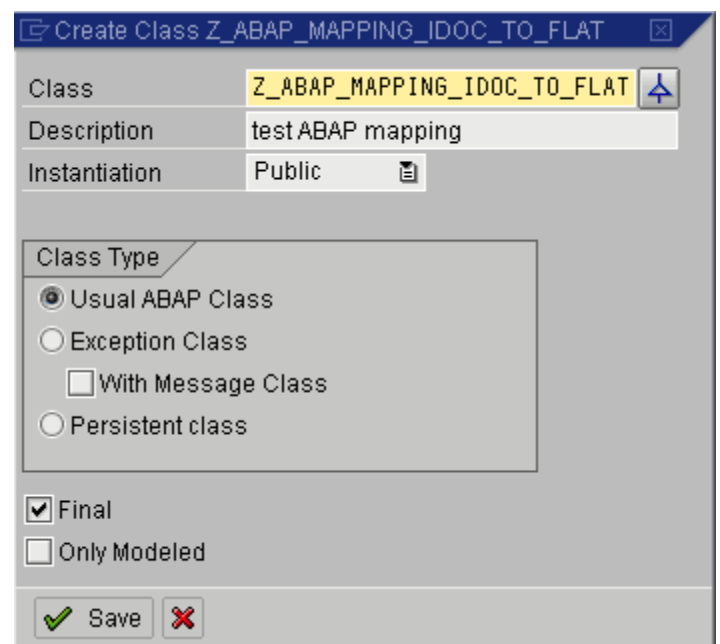 Create Class Z_ABAP_MAPPING_IDOC_TO_FLAT
Class Z_ABAP_MAPPING_IDOC_TO_FLAT
Description test ABAP mapping
Instantiation Public
Class Type
Usual ABAP Class
Exception Class
With Message Class
Persistent class
Final
Only Modeled
Save